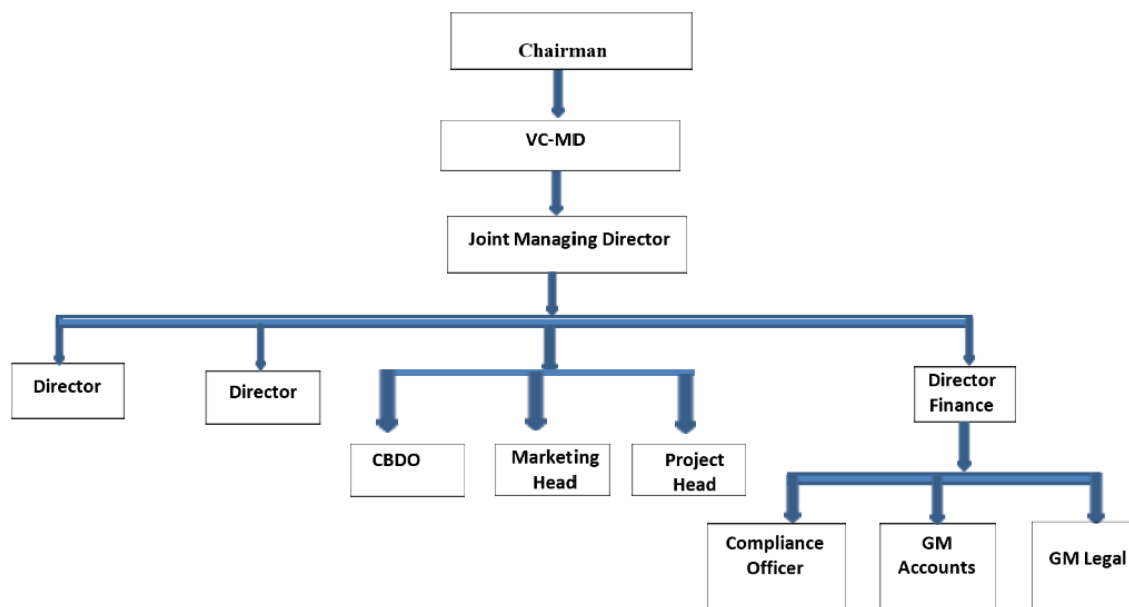 Chairman
VC-MD
Joint Managing Director
Director
Director
Director
Finance
CBDO
Marketing
Head
Project
Head
Compliance
Officer
GM
Accounts
GM Legal